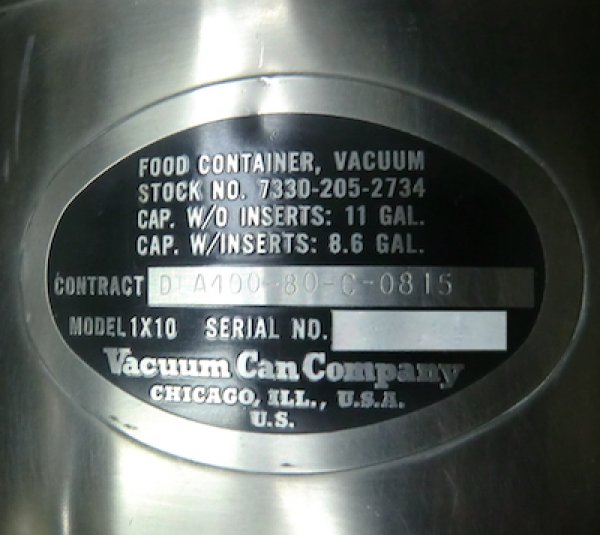 FOOD CONTAINER, VACUUM
STOCK NO. 7330-205-2734
CAP. W/O INSERTS: 11 GAL.
CAP. W/INSERTS: 8.6 GAL.
CONTRACT D A100-80-C-0815
MODEL 1X10 SERIAL NO.
Vacuum Can Company
CHICAGO, ILL., U.S.A.
U.S.